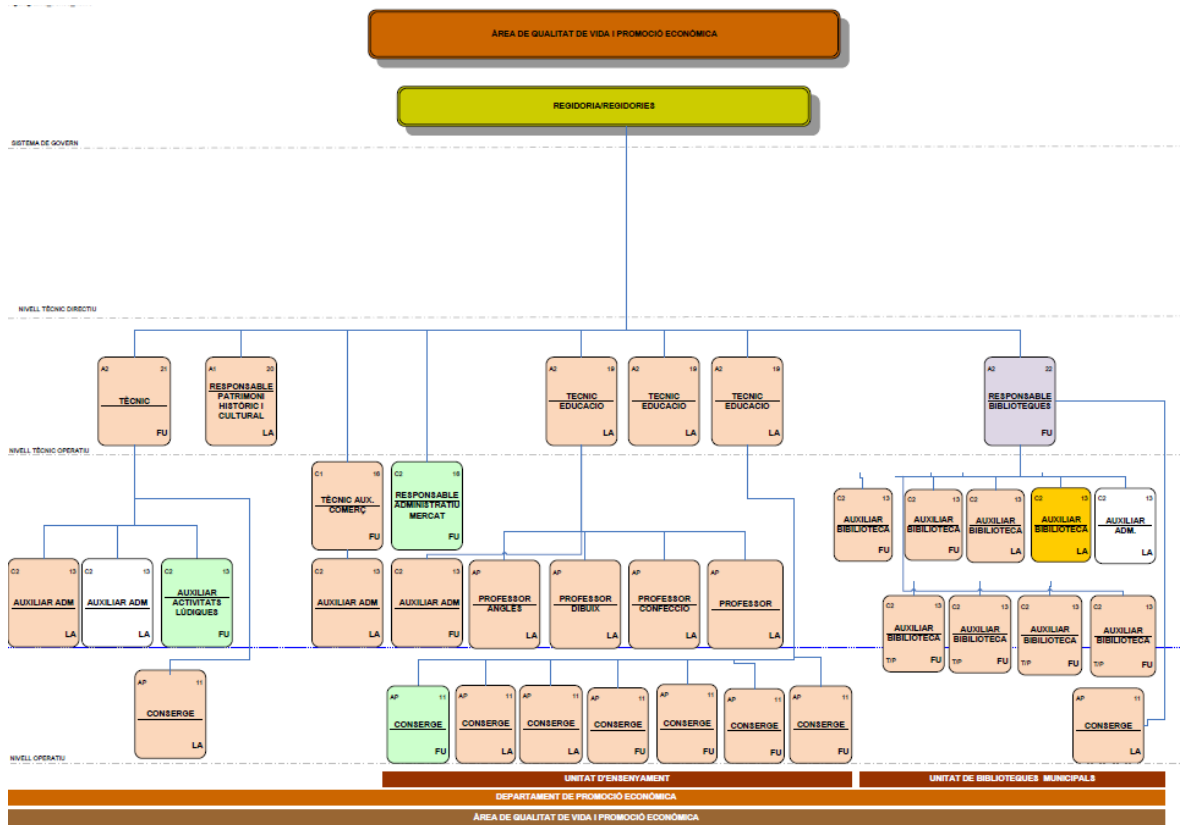 ÀREA DE QUALITAT DE VIDA I PROMOCIÓ ECONÒMICA
REGIDORIA/REGIDORIES
SISTEMA DE GOVERN
NIVELL TÈCNIC DIRECTIU
A2 21
TÈCNIC
FU
A1 20
RESPONSABLE
PATRIMONI
HISTÒRIC I
CULTURAL
LA
A2 19
TECNIC
EDUCACIO
LA
A2 19
TECNIC
EDUCACIO
LA
A2 19
TECNIC
EDUCACIO
LA
A2 22
RESPONSABLE
BIBLIOTEQUES
FU
NIVELL TÈCNIC OPERATIU
C1 16
TÈCNIC AUX.
COMERÇ
FU
C2 16
RESPONSABLE
ADMINISTRATIU
MERCAT
FU
C2 13
AUXILIAR
BIBILIOTECA
FU
C2 13
AUXILIAR
BIBILIOTECA
FU
C2 13
AUXILIAR
BIBILIOTECA
LA
C2 13
AUXILIAR
BIBILIOTECA
LA
C2 13
AUXILIAR
ADM.
LA
C2 13
AUXILIAR ADM
LA
C2 13
AUXILIAR ADM
LA
C2 13
AUXILIAR
ACTIVITATS
LÚDIQUES
FU
C2 13
AUXILIAR ADM
LA
C2 13
AUXILIAR ADM
FU
AP
PROFESSOR
ANGLÈS
LA
AP
PROFESSOR
DIBUIX
LA
AP
PROFESSOR
CONFECCIO
LA
AP
PROFESSOR
LA
C2 13
AUXILIAR
BIBILIOTECA
T/P FU
C2 13
AUXILIAR
BIBILIOTECA
T/P FU
C2 13
AUXILIAR
BIBILIOTECA
T/P FU
C2 13
AUXILIAR
BIBILIOTECA
T/P FU
AP 11
CONSERGE
LA
AP 11
CONSERGE
FU
AP 11
CONSERGE
LA
AP 11
CONSERGE
LA
AP 11
CONSERGE
FU
AP 11
CONSERGE
FU
AP 11
CONSERGE
FU
AP 11
CONSERGE
FU
AP 11
CONSERGE
LA
NIVELL OPERATIU
UNITAT D'ENSENYAMENT
UNITAT DE BIBLIOTEQUES MUNICIPALS
DEPARTAMENT DE PROMOCIÓ ECONÒMICA
ÀREA DE QUALITAT DE VIDA I PROMOCIÓ ECONÒMICA